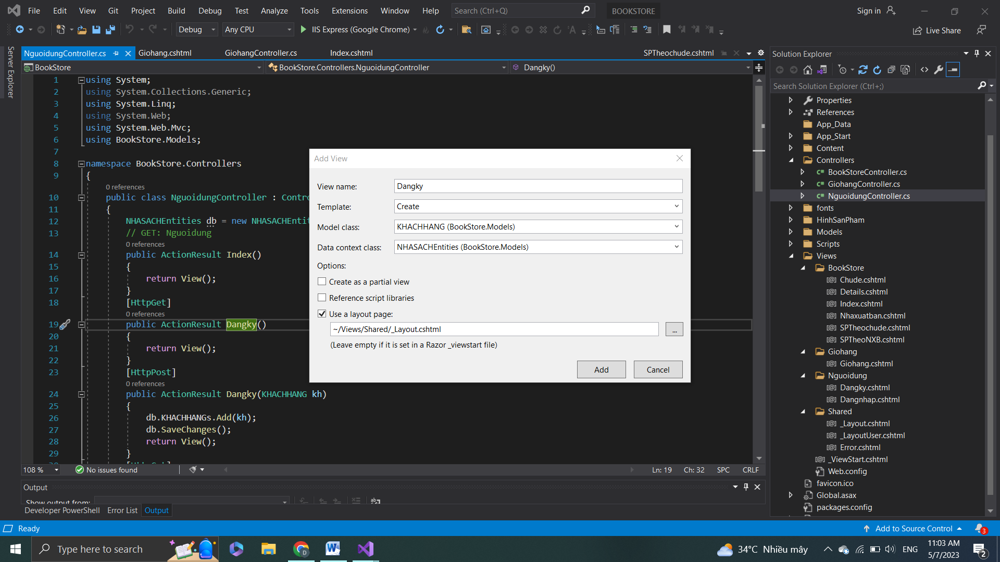 File Edit View Git Project Build Debug Test Analyze Tools Extensions Window Help Search (Ctrl+Q) BOOKSTORE Sign in
Debug Any CPU IIS Express (Google Chrome) Live Share
Server Explorer
NguoidungController.cs Giohang.cshtml GiohangController.cs Index.cshtml SPTheochude.cshtml
BookStore BookStore.Controllers.NguoidungController Dangky()
1 using System;
2 using System.Collections.Generic;
3 using System.Linq;
4 using System.Web;
5 using System.Web.Mvc;
6 using BookStore.Models;
7
8 namespace BookStore.Controllers
9 {
0 references
10 public class NguoidungController : Contro
11 {
12 NHASACHEntities db = new NHASACHEntit
13 // GET: Nguoidung
0 references
14 public ActionResult Index()
15 {
16 return View();
17 }
18 [HttpGet]
0 references
19 public ActionResult Dangky()
20 {
21 return View();
22 }
23 [HttpPost]
0 references
24 public ActionResult Dangky(KHACHHANG kh)
25 {
26 db.KHACHHANGs.Add(kh);
27 db.SaveChanges();
28 return View();
29 }
108 % No issues found Ln: 19 Ch: 32 SPC CRLF
Output
Show output from:
Developer PowerShell Error List Output
Add View
View name: Dangky
Template: Create
Model class: KHACHHANG (BookStore.Models)
Data context class: NHASACHEntities (BookStore.Models)
Options:
Create as a partial view
Reference script libraries
Use a layout page:
~/Views/Shared/_Layout.cshtml ...
(Leave empty if it is set in a Razor _viewstart file)
Add Cancel
Solution Explorer
Search Solution Explorer (Ctrl+;)
Properties
References
App_Data
App_Start
Content
Controllers
C# BookStoreController.cs
C# GiohangController.cs
C# NguoidungController.cs
fonts
HinhSanPham
Models
Scripts
Views
BookStore
[@] Chude.cshtml
[@] Details.cshtml
[@] Index.cshtml
[@] Nhaxuatban.cshtml
[@] SPTheochude.cshtml
[@] SPTheoNXB.cshtml
Giohang
[@] Giohang.cshtml
Nguoidung
[@] Dangky.cshtml
[@] Dangnhap.cshtml
Shared
[@] _Layout.cshtml
[@] _LayoutUser.cshtml
[@] Error.cshtml
[@] _ViewStart.cshtml
Web.config
favicon.ico
Global.asax
packages.config
Ready Add to Source Control 3
Type here to search 34°C Nhiều mây ENG 11:03 AM
5/7/2023 2